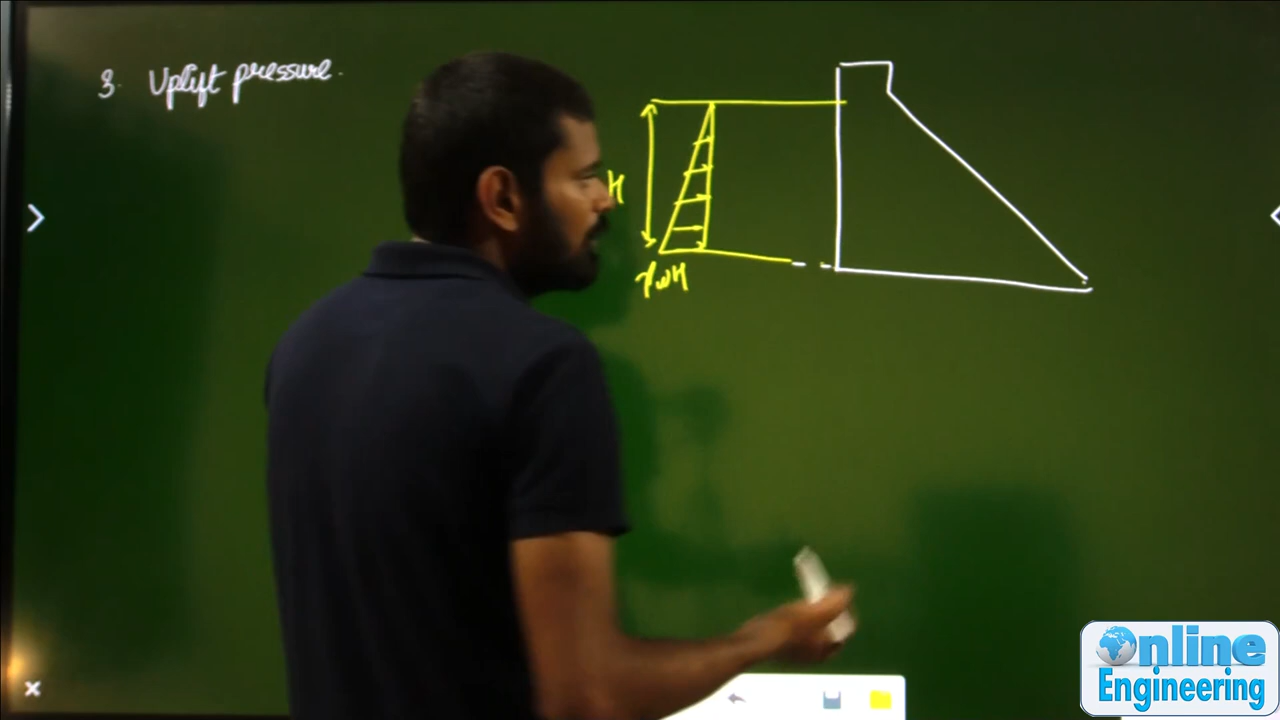 3. Uplift pressure.
H
γwH
Online
Engineering